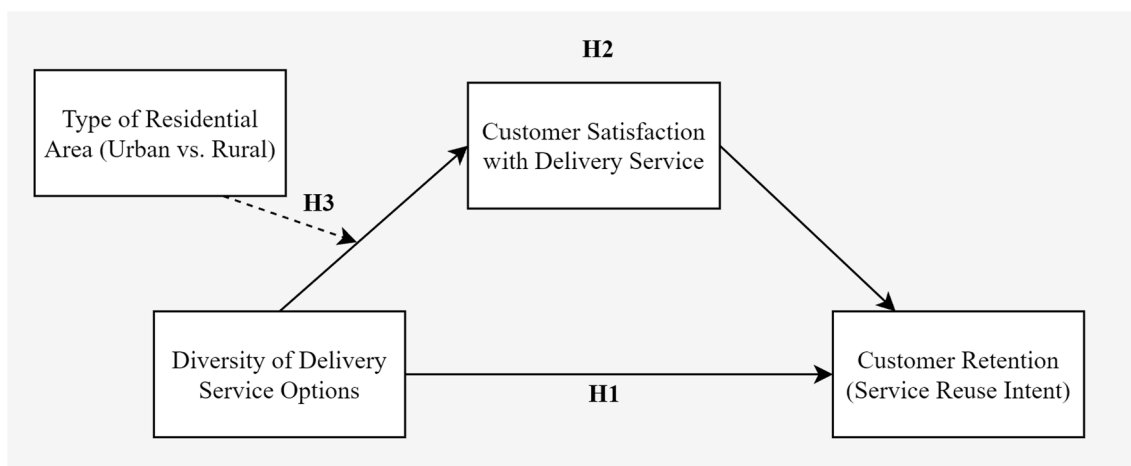 H2
Type of Residential
Area (Urban vs. Rural)
Customer Satisfaction
with Delivery Service
H3
Diversity of Delivery
Service Options
H1
Customer Retention
(Service Reuse Intent)